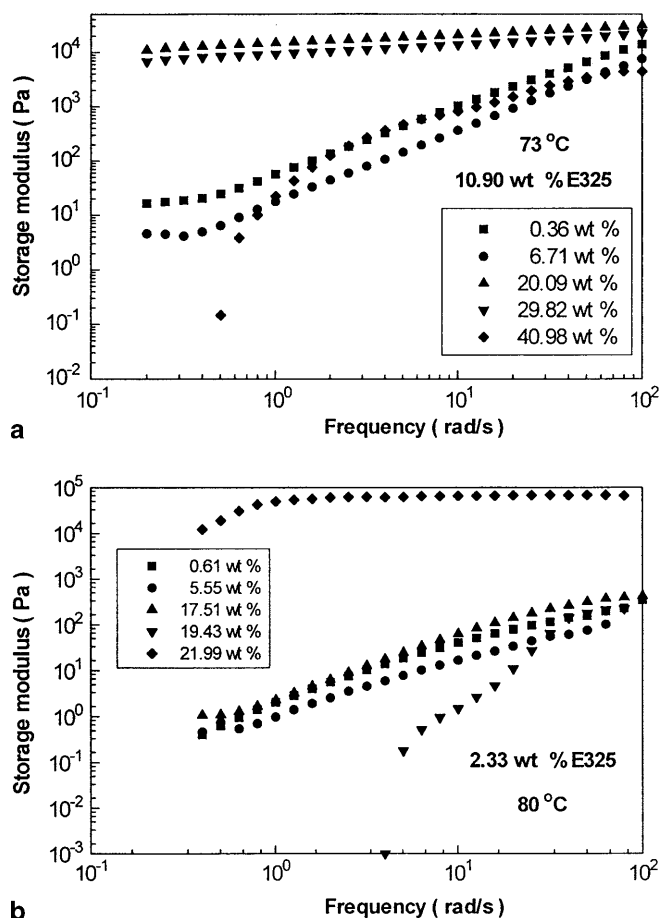 10^4
10^3
10^2
10^1
10^0
10^-1
10^-2
Storage modulus ( Pa )
73 °C
10.90 wt % E325
0.36 wt %
6.71 wt %
20.09 wt %
29.82 wt %
40.98 wt %
10^-1
10^0
10^1
10^2
Frequency ( rad/s )
a
10^5
10^4
10^3
10^2
10^1
10^0
10^-1
10^-2
10^-3
Storage modulus ( Pa )
0.61 wt %
5.55 wt %
17.51 wt %
19.43 wt %
21.99 wt %
2.33 wt % E325
80 °C
10^-1
10^0
10^1
10^2
Frequency ( rad/s )
b